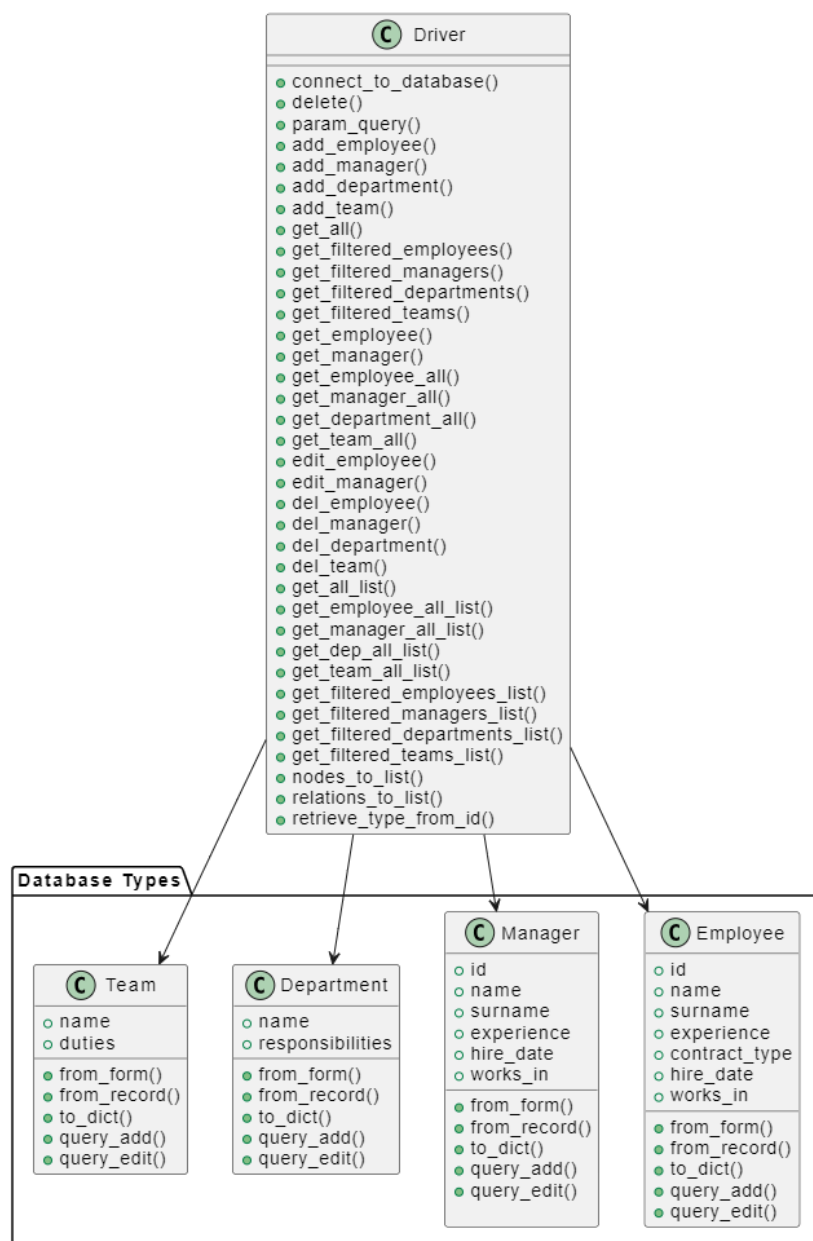 C Driver
connect_to_database()
delete()
param_query()
add_employee()
add_manager()
add_department()
add_team()
get_all()
get_filtered_employees()
get_filtered_managers()
get_filtered_departments()
get_filtered_teams()
get_employee()
get_manager()
get_employee_all()
get_manager_all()
get_department_all()
get_team_all()
edit_employee()
edit_manager()
del_employee()
del_manager()
del_department()
del_team()
get_all_list()
get_employee_all_list()
get_manager_all_list()
get_dep_all_list()
get_team_all_list()
get_filtered_employees_list()
get_filtered_managers_list()
get_filtered_departments_list()
get_filtered_teams_list()
nodes_to_list()
relations_to_list()
retrieve_type_from_id()
Database Types
C Team
name
duties
from_form()
from_record()
to_dict()
query_add()
query_edit()
C Department
name
responsibilities
from_form()
from_record()
to_dict()
query_add()
query_edit()
C Manager
id
name
surname
experience
hire_date
works_in
from_form()
from_record()
to_dict()
query_add()
query_edit()
C Employee
id
name
surname
experience
contract_type
hire_date
works_in
from_form()
from_record()
to_dict()
query_add()
query_edit()